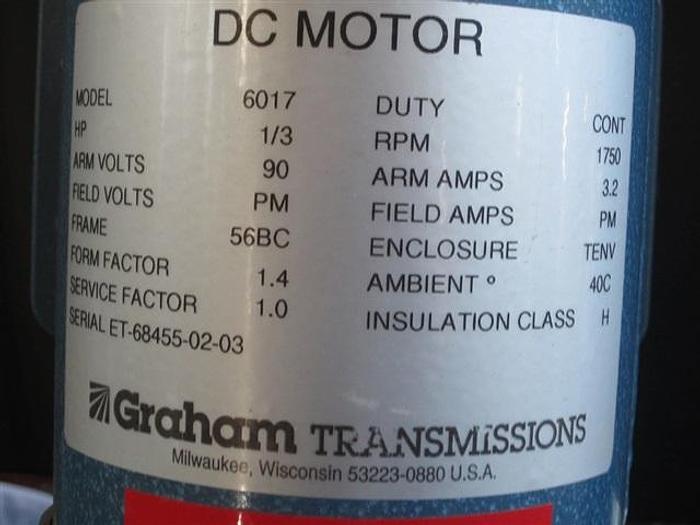 DC MOTOR
MODEL 6017
HP 1/3
ARM VOLTS 90
FIELD VOLTS PM
FRAME 56BC
FORM FACTOR 1.4
SERVICE FACTOR 1.0
SERIAL ET-68455-02-03
DUTY CONT
RPM 1750
ARM AMPS 3.2
FIELD AMPS PM
ENCLOSURE TENV
AMBIENT ° 40C
INSULATION CLASS H
Graham TRANSMISSIONS
Milwaukee, Wisconsin 53223-0880 U.S.A.